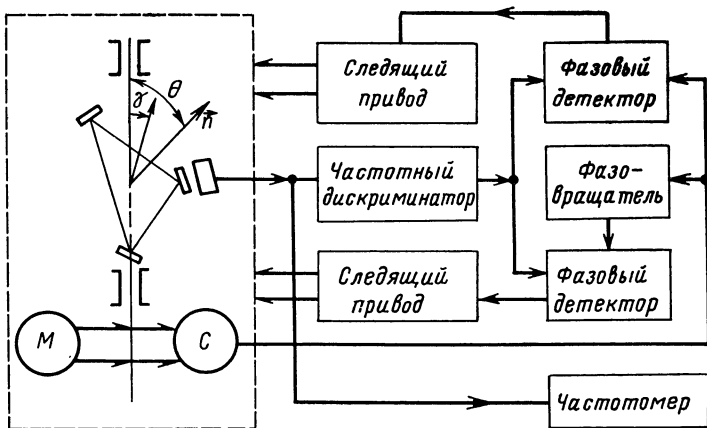 γ
θ
n
М
С
Следящий
привод
Фазовый
детектор
Частотный
дискриминатор
Фазо-
вращатель
Следящий
привод
Фазовый
детектор
Частотомер